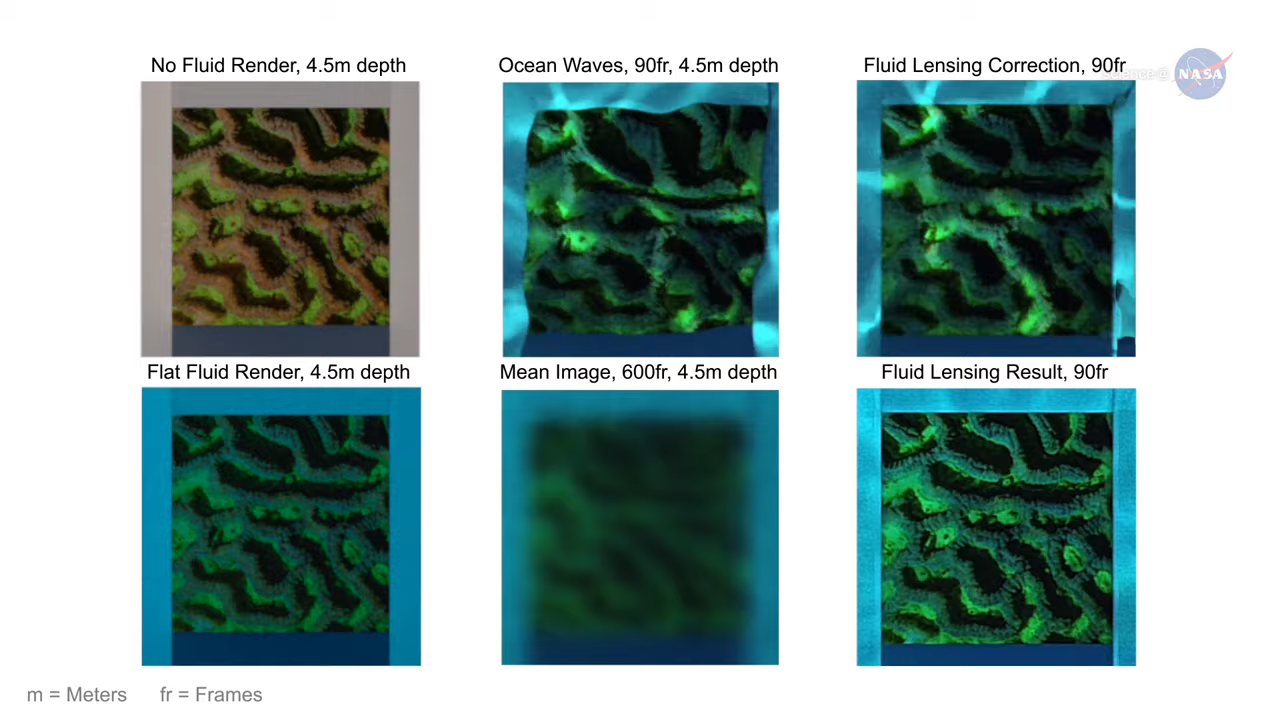 No Fluid Render, 4.5m depth
Ocean Waves, 90fr, 4.5m depth
Fluid Lensing Correction, 90fr
science@
NASA
Flat Fluid Render, 4.5m depth
Mean Image, 600fr, 4.5m depth
Fluid Lensing Result, 90fr
m = Meters fr = Frames